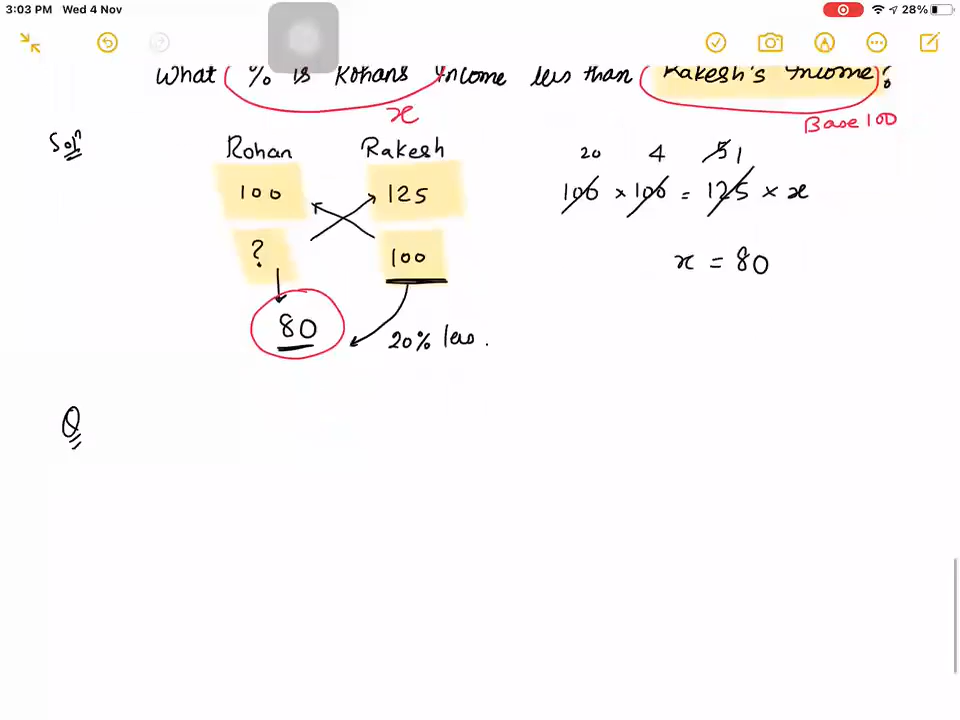 3:03 PM Wed 4 Nov 28%
What % is Rohans Income less than Rakesh's Income?
x
Base 100
Soln
Rohan Rakesh
20 4 5 1
100 125
100 × 100 = 125 × x
? 100
x = 80
80
20% less.
Q